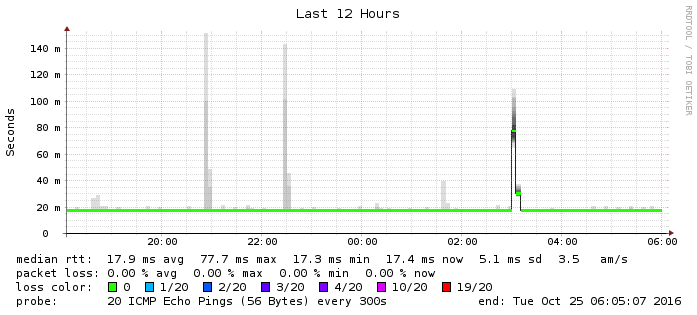 Last 12 Hours
RRDTOOL / TOBI OETIKER
Seconds
140 m
120 m
100 m
80 m
60 m
40 m
20 m
0
20:00 22:00 00:00 02:00 04:00 06:00
median rtt: 17.9 ms avg 77.7 ms max 17.3 ms min 17.4 ms now 5.1 ms sd 3.5 am/s
packet loss: 0.00 % avg 0.00 % max 0.00 % min 0.00 % now
loss color: 0 1/20 2/20 3/20 4/20 10/20 19/20
probe: 20 ICMP Echo Pings (56 Bytes) every 300s end: Tue Oct 25 06:05:07 2016